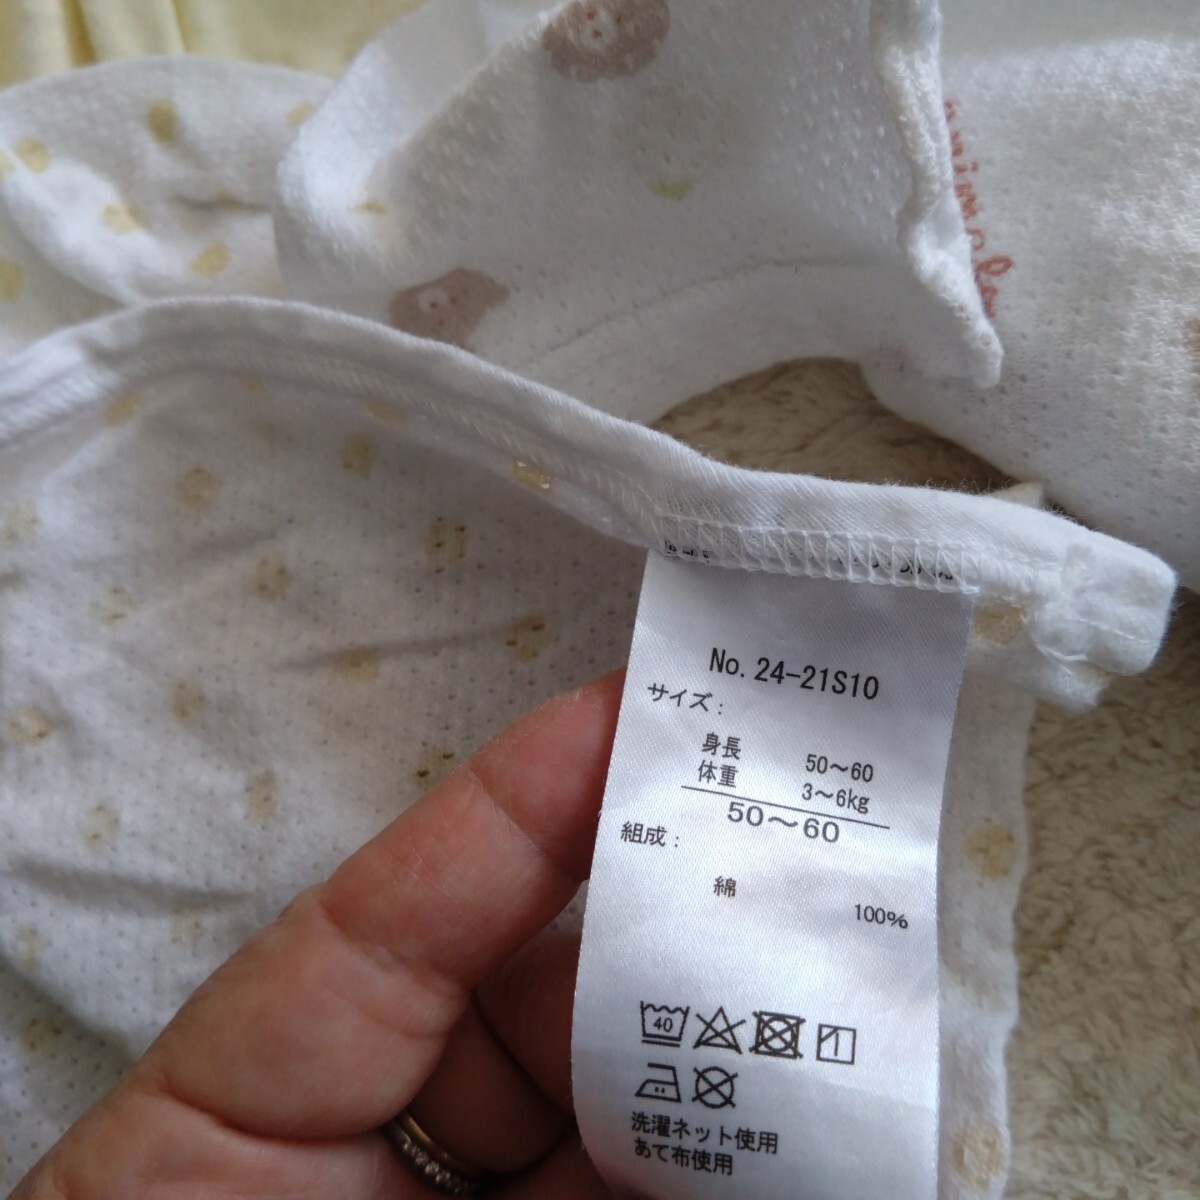 No. 24-21S10
サイズ：
身長 50～60
体重 3～6kg
50～60
組成：
綿 100%
40
洗濯ネット使用
あて布使用